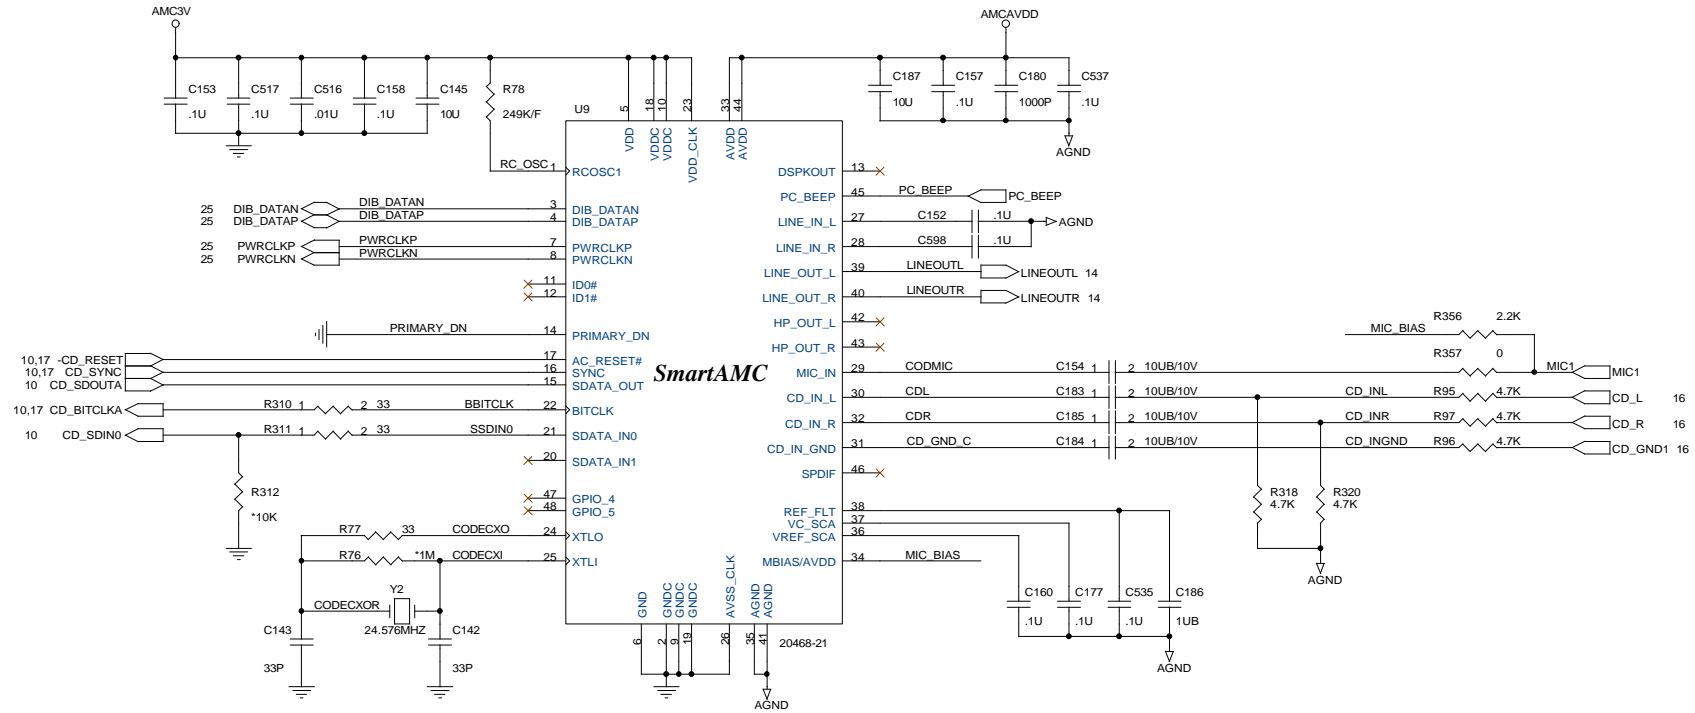 AMC3V
AMCAVDD
C153
.1U
C517
.1U
C516
.01U
C158
.1U
C145
10U
R78
249K/F
C187
10U
C157
.1U
C180
1000P
C537
.1U
AGND
U9
5
18
10
23
33
44
VDD
VDDC
VDDC
VDD_CLK
AVDD
AVDD
RC_OSC 1 RCOSC1
25 DIB_DATAN DIB_DATAN 3 DIB_DATAN
25 DIB_DATAP DIB_DATAP 4 DIB_DATAP
25 PWRCLKP PWRCLKP 7 PWRCLKP
25 PWRCLKN PWRCLKN 8 PWRCLKN
11 ID0#
12 ID1#
PRIMARY_DN 14 PRIMARY_DN
10,17 -CD_RESET 17 AC_RESET#
10,17 CD_SYNC 16 SYNC
10 CD_SDOUTA 15 SDATA_OUT
10,17 CD_BITCLKA R310 1 2 33 BBITCLK 22 BITCLK
10 CD_SDIN0 R311 1 2 33 SSDIN0 21 SDATA_IN0
20 SDATA_IN1
R312
*10K
47 GPIO_4
48 GPIO_5
R77 33 CODECXO 24 XTLO
R76 *1M CODECXI 25 XTLI
Y2
CODECXOR
24.576MHZ
C143
33P
C142
33P
SmartAMC
DSPKOUT 13
PC_BEEP 45 PC_BEEP PC_BEEP
LINE_IN_L 27 C152 .1U AGND
LINE_IN_R 28 C598 .1U
LINE_OUT_L 39 LINEOUTL LINEOUTL 14
LINE_OUT_R 40 LINEOUTR LINEOUTR 14
HP_OUT_L 42
HP_OUT_R 43
MIC_BIAS R356 2.2K
R357 0
MIC_IN 29 CODMIC C154 1 2 10UB/10V MIC1 MIC1
CD_IN_L 30 CDL C183 1 2 10UB/10V CD_INL R95 4.7K CD_L 16
CD_IN_R 32 CDR C185 1 2 10UB/10V CD_INR R97 4.7K CD_R 16
CD_IN_GND 31 CD_GND_C C184 1 2 10UB/10V CD_INGND R96 4.7K CD_GND1 16
SPDIF 46
R318
4.7K
R320
4.7K
AGND
REF_FLT 38
VC_SCA 37
VREF_SCA 36
MBIAS/AVDD 34 MIC_BIAS
C160
.1U
C177
.1U
C535
.1U
C186
1UB
AGND
GND
GNDC
GNDC
GNDC
AVSS_CLK
AGND
AGND
6
2
9
19
26
35
41
20468-21
AGND